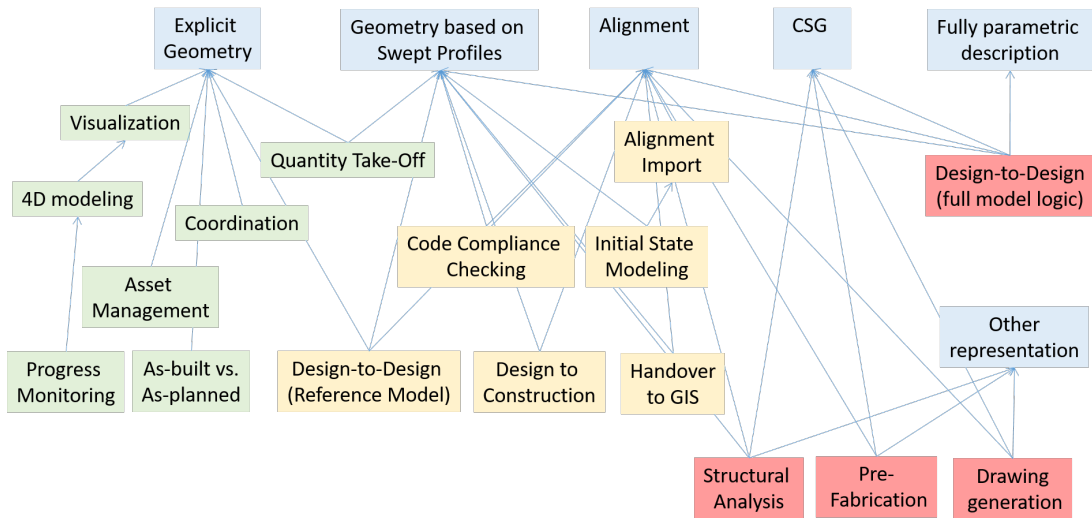 Explicit
Geometry
Geometry based on
Swept Profiles
Alignment
CSG
Fully parametric
description
Visualization
Quantity Take-Off
Alignment
Import
Design-to-Design
(full model logic)
4D modeling
Coordination
Code Compliance
Checking
Initial State
Modeling
Asset
Management
Other
representation
Progress
Monitoring
As-built vs.
As-planned
Design-to-Design
(Reference Model)
Design to
Construction
Handover
to GIS
Structural
Analysis
Pre-
Fabrication
Drawing
generation